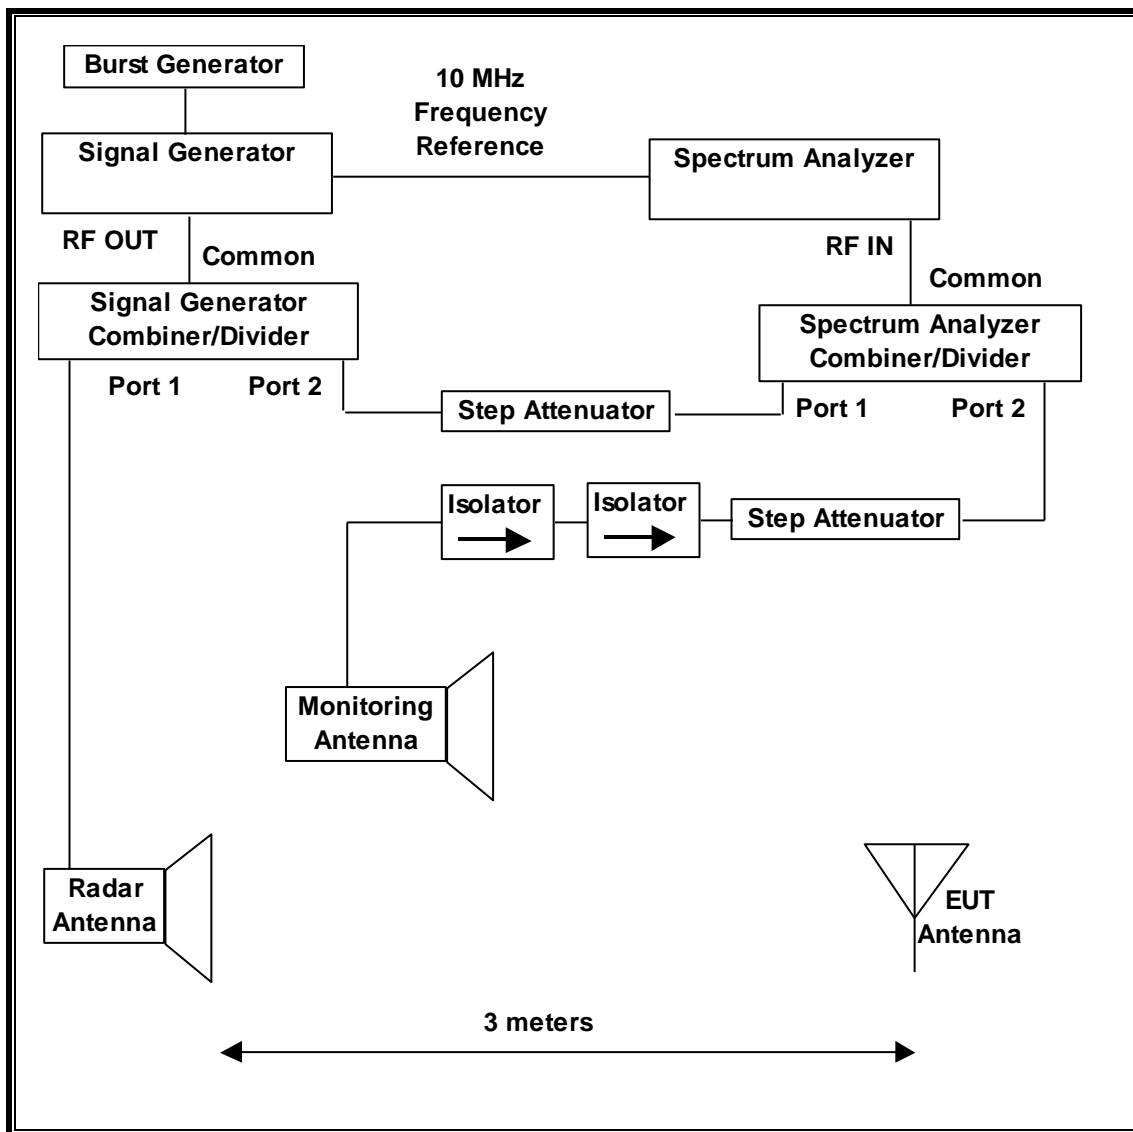 Burst Generator
10 MHz
Frequency
Reference
Signal Generator
Spectrum Analyzer
RF OUT
Common
RF IN
Common
Signal Generator
Combiner/Divider
Spectrum Analyzer
Combiner/Divider
Port 1
Port 2
Step Attenuator
Port 1
Port 2
Isolator
Isolator
Step Attenuator
Monitoring
Antenna
Radar
Antenna
EUT
Antenna
3 meters